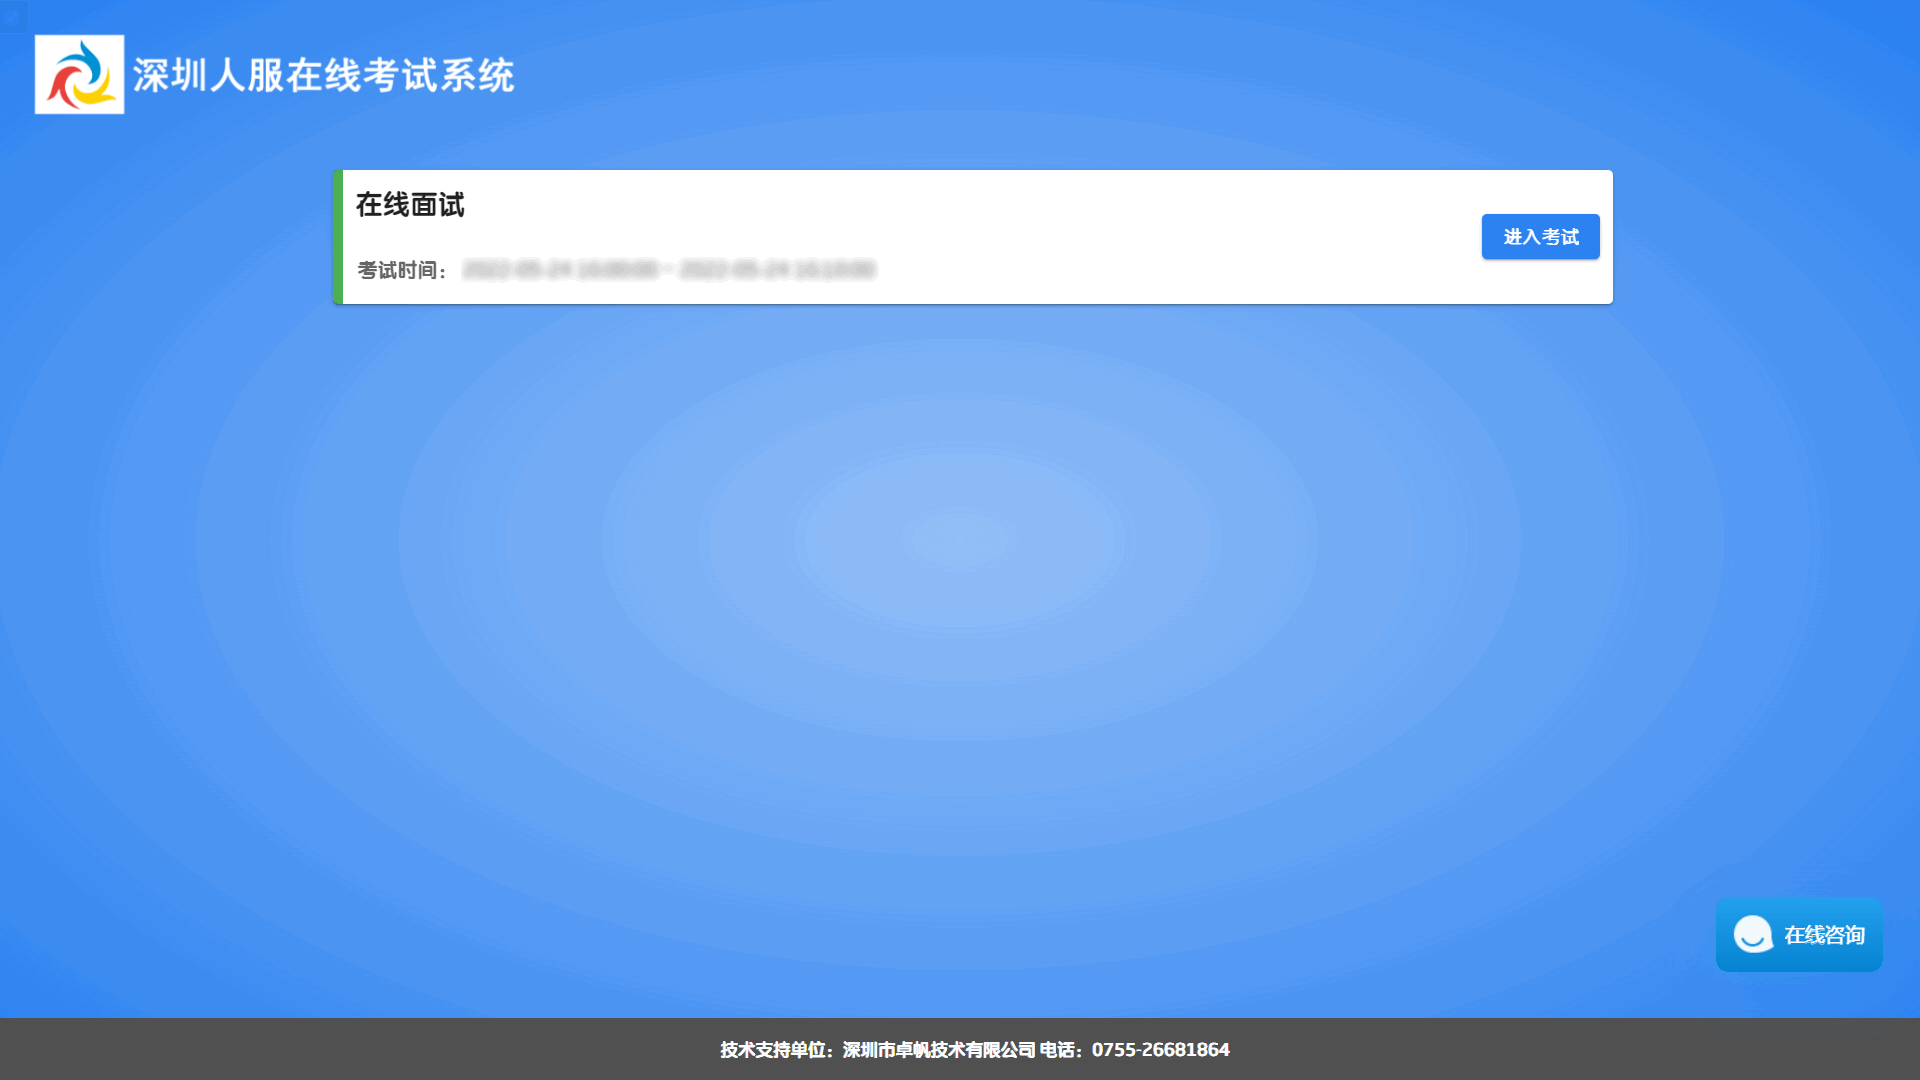 深圳人服在线考试系统
在线面试
进入考试
考试时间：
在线咨询
技术支持单位：深圳市卓帆技术有限公司 电话：0755-26681864